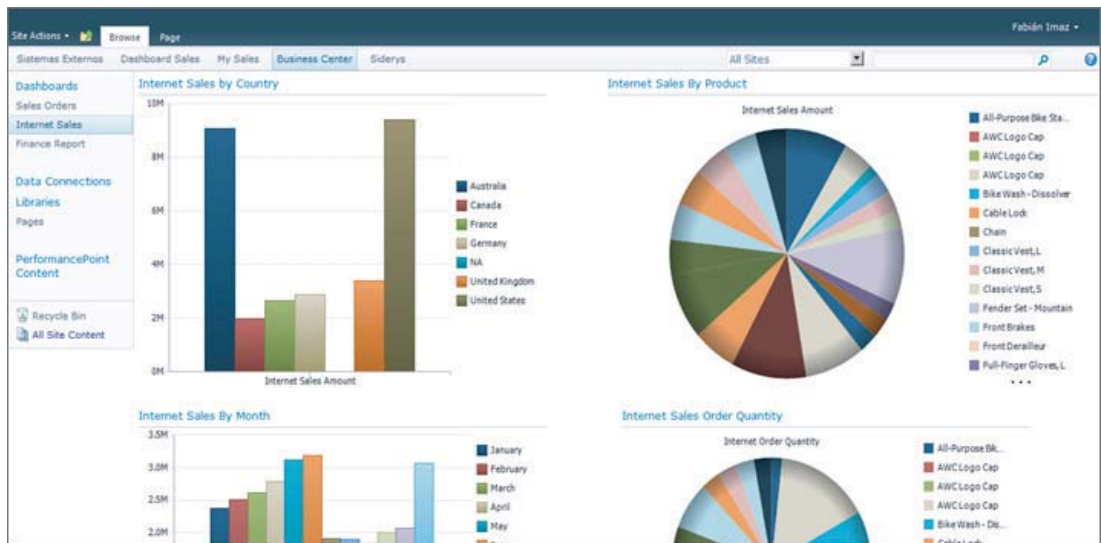 Fabián Imaz
Site Actions Browse Page
Sistemas Externos Dashboard Sales My Sales Business Center Siderys All Sites
Dashboards
Sales Orders
Internet Sales
Finance Report
Data Connections
Libraries
Pages
PerformancePoint
Content
Recycle Bin
All Site Content
Internet Sales by Country
10M
8M
6M
4M
2M
0M
Internet Sales Amount
Australia
Canada
France
Germany
NA
United Kingdom
United States
Internet Sales By Product
Internet Sales Amount
All-Purpose Bike Sta...
AWC Logo Cap
AWC Logo Cap
AWC Logo Cap
Bike Wash - Dissolver
Cable Lock
Chain
Classic Vest, L
Classic Vest, M
Classic Vest, S
Fender Set - Mountain
Front Brakes
Front Derailleur
Full-Finger Gloves, L
...
Internet Sales By Month
3.5M
3.0M
2.5M
2.0M
January
February
March
April
May
Internet Sales Order Quantity
Internet Order Quantity
All-Purpose Bik...
AWC Logo Cap
AWC Logo Cap
AWC Logo Cap
Bike Wash - Dis...
Cable Lock